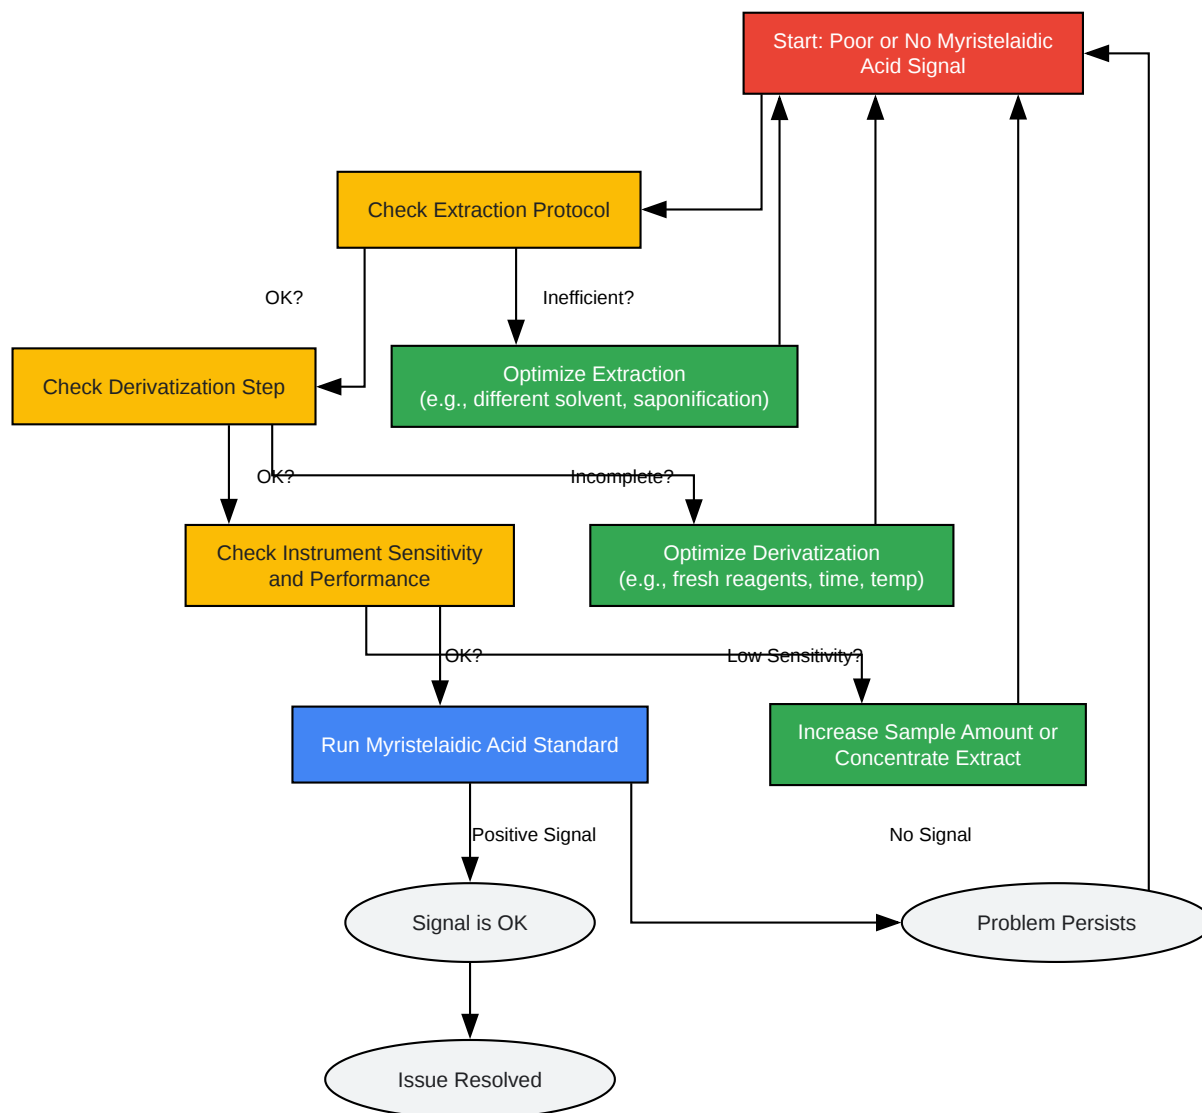 Start: Poor or No Myristelaidic
Acid Signal
Check Extraction Protocol
OK?
Inefficient?
Check Derivatization Step
Optimize Extraction
(e.g., different solvent, saponification)
OK?
Incomplete?
Check Instrument Sensitivity
and Performance
Optimize Derivatization
(e.g., fresh reagents, time, temp)
OK?
Low Sensitivity?
Run Myristelaidic Acid Standard
Increase Sample Amount or
Concentrate Extract
Positive Signal
No Signal
Signal is OK
Problem Persists
Issue Resolved